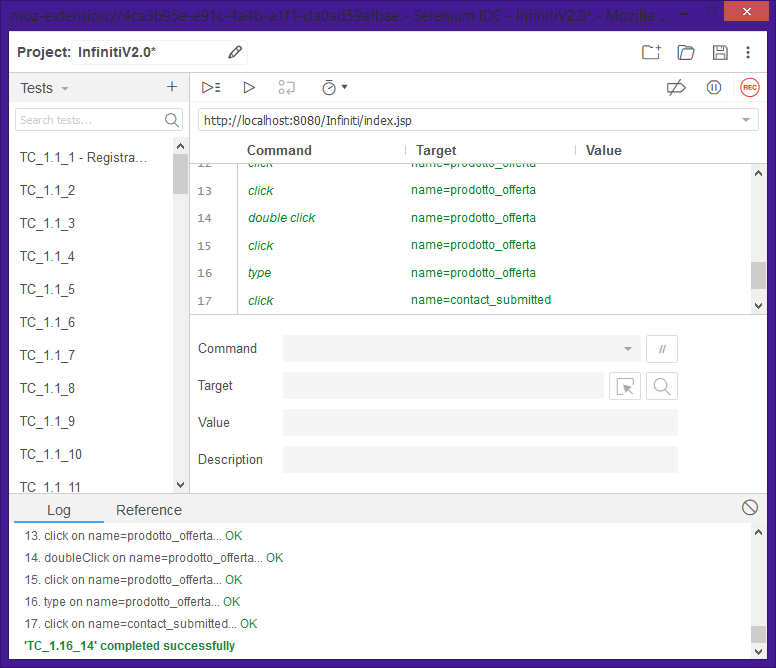 moz-extension://4ca3b95e-e91c-4a4b-a1f1-da0ad59afbae - Selenium IDE - InfinitiV2.0* - Mozilla ...
Project: InfinitiV2.0*
Tests
Search tests...
TC_1.1_1 - Registra...
TC_1.1_2
TC_1.1_3
TC_1.1_4
TC_1.1_5
TC_1.1_6
TC_1.1_7
TC_1.1_8
TC_1.1_9
TC_1.1_10
TC_1.1_11
REC
http://localhost:8080/Infiniti/index.jsp
Command Target Value
12 click name=prodotto_offerta
13 click name=prodotto_offerta
14 double click name=prodotto_offerta
15 click name=prodotto_offerta
16 type name=prodotto_offerta
17 click name=contact_submitted
Command //
Target
Value
Description
Log Reference
13. click on name=prodotto_offerta... OK
14. doubleClick on name=prodotto_offerta... OK
15. click on name=prodotto_offerta... OK
16. type on name=prodotto_offerta... OK
17. click on name=contact_submitted... OK
'TC_1.16_14' completed successfully